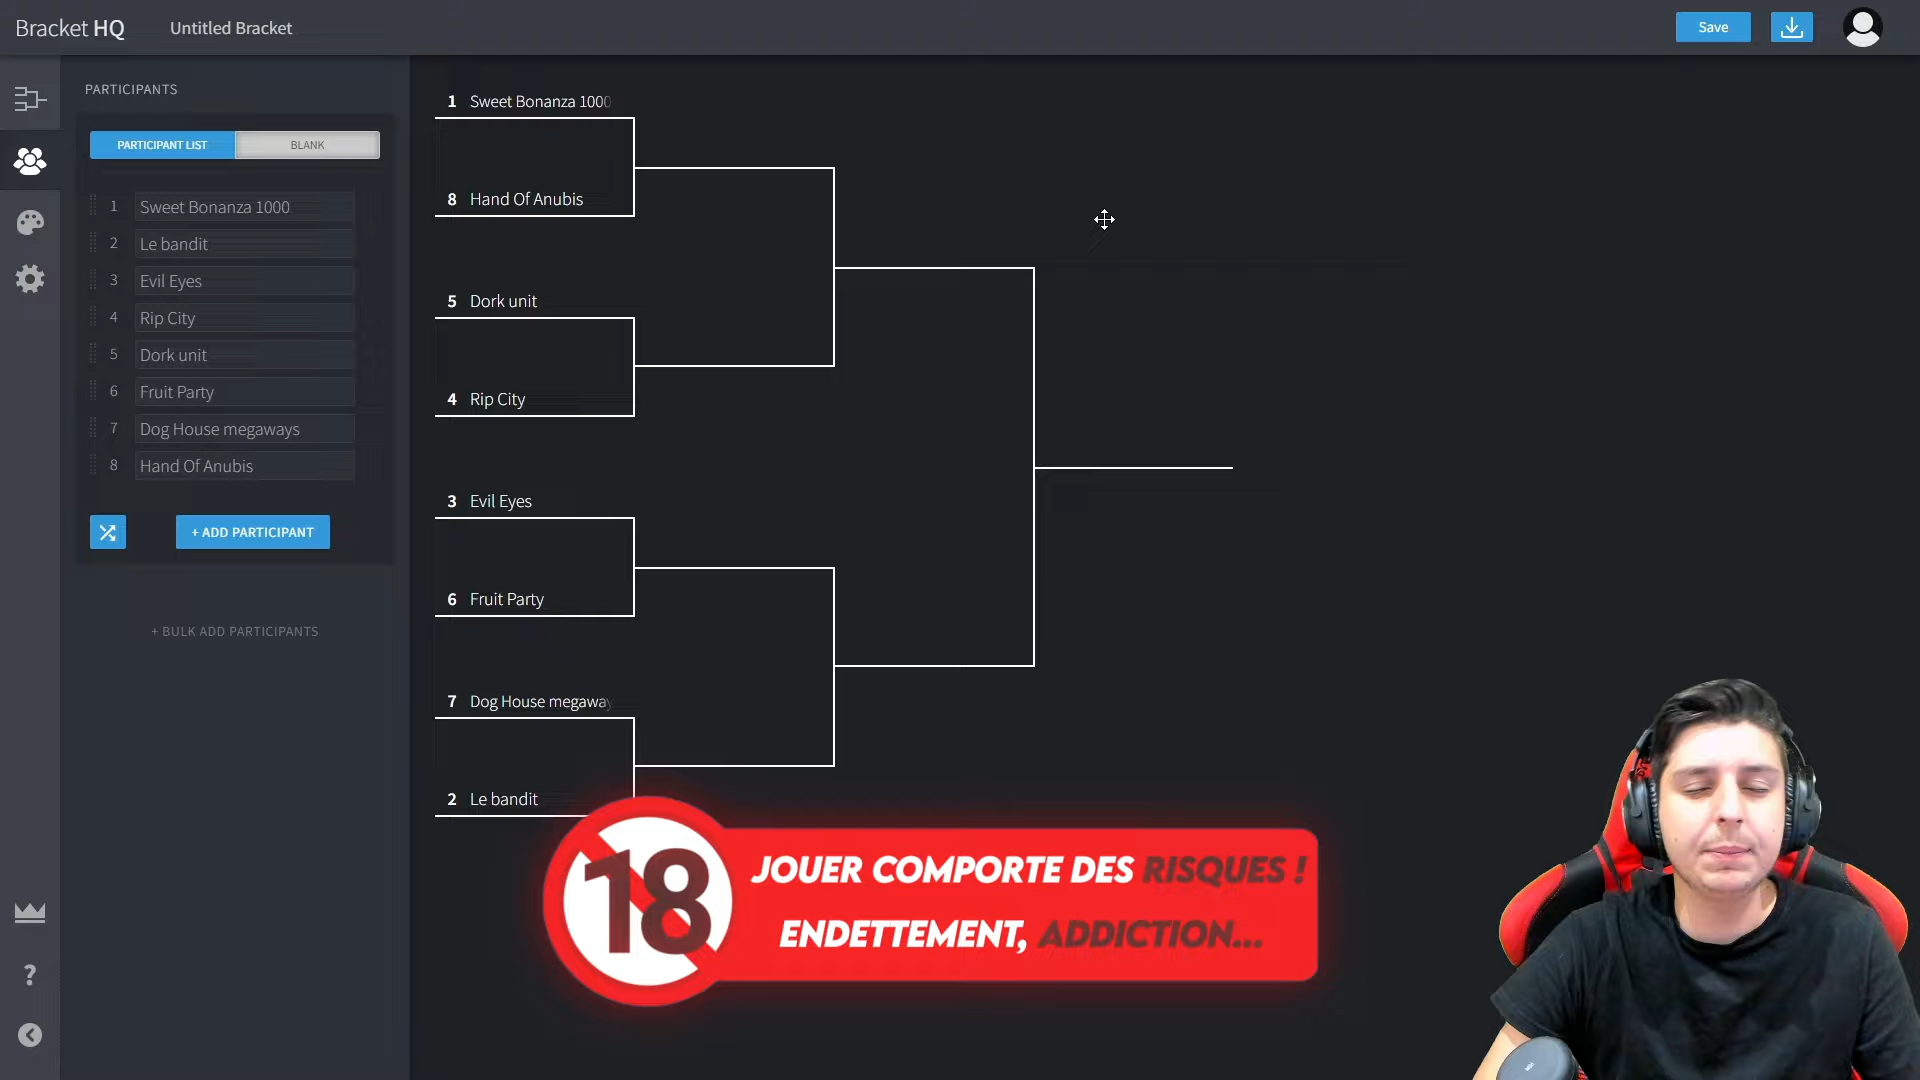 Bracket HQ
Untitled Bracket
Save
PARTICIPANTS
PARTICIPANT LIST
BLANK
1 Sweet Bonanza 1000
2 Le bandit
3 Evil Eyes
4 Rip City
5 Dork unit
6 Fruit Party
7 Dog House megaways
8 Hand Of Anubis
+ ADD PARTICIPANT
+ BULK ADD PARTICIPANTS
?
1 Sweet Bonanza 1000
8 Hand Of Anubis
5 Dork unit
4 Rip City
3 Evil Eyes
6 Fruit Party
7 Dog House megaway
2 Le bandit
18
JOUER COMPORTE DES RISQUES !
ENDETTEMENT, ADDICTION...